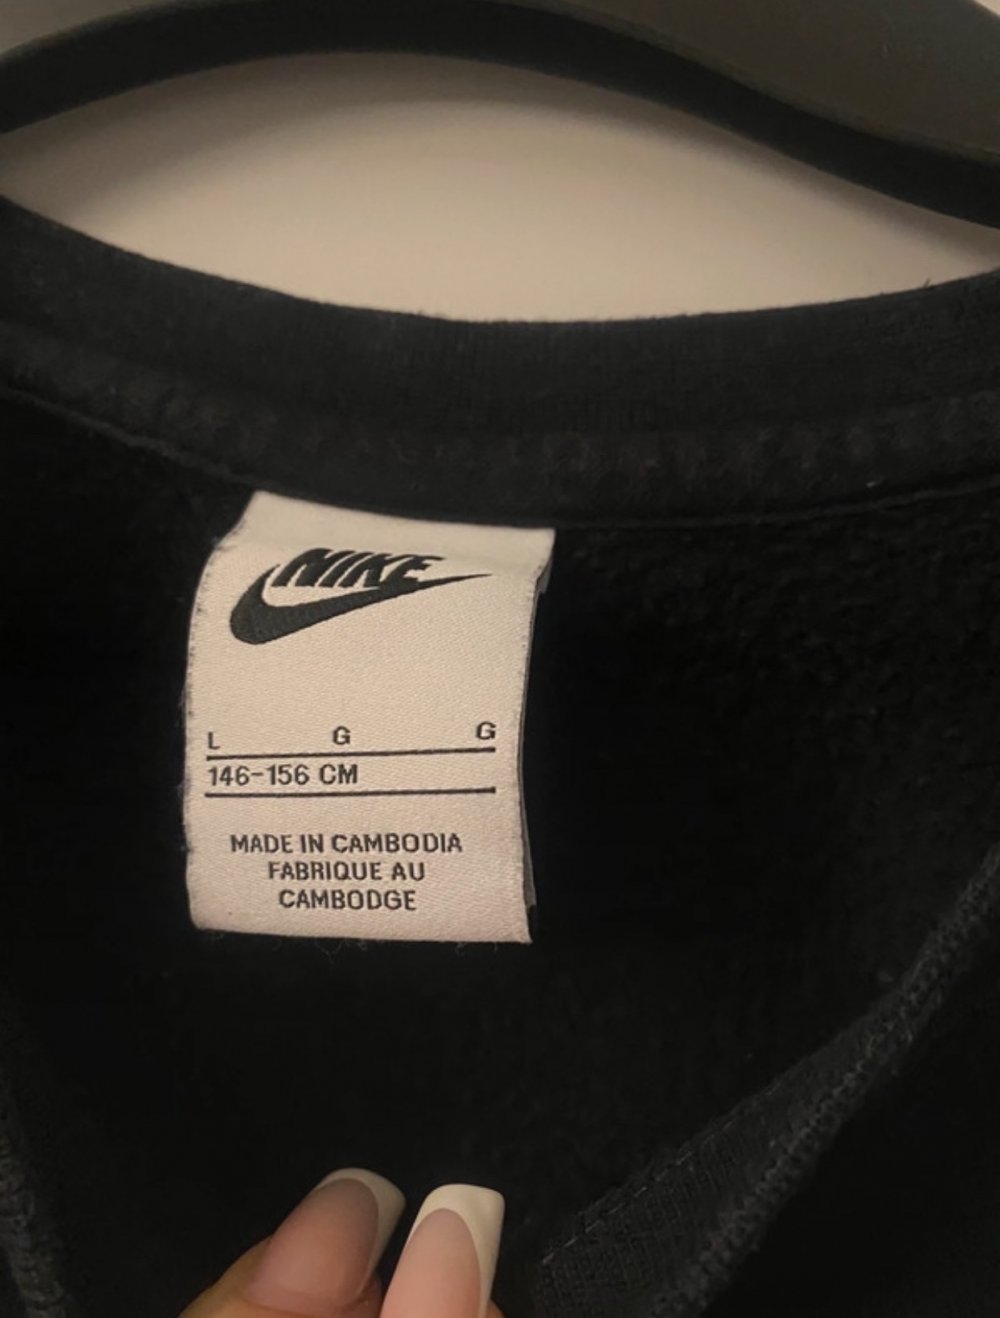 NIKE
L G G
146-156 CM
MADE IN CAMBODIA
FABRIQUE AU
CAMBODGE